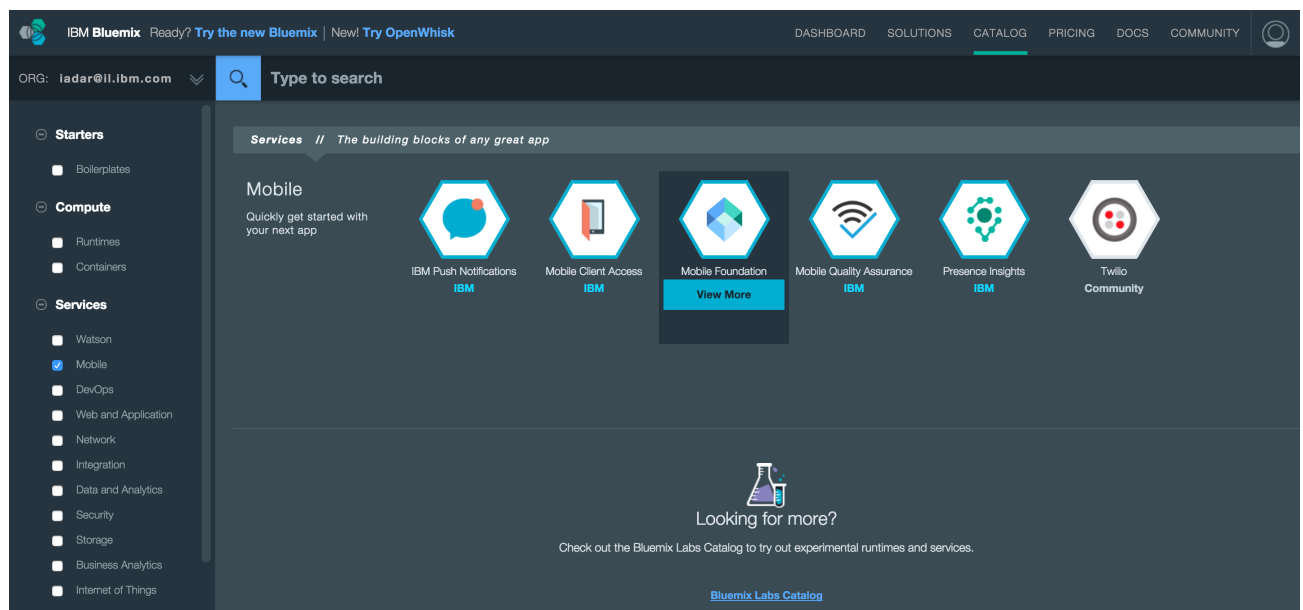 IBM Bluemix Ready? Try the new Bluemix | New! Try OpenWhisk
DASHBOARD SOLUTIONS CATALOG PRICING DOCS COMMUNITY
ORG: iadar@il.ibm.com
Type to search
Starters
Boilerplates
Compute
Runtimes
Containers
Services
Watson
Mobile
DevOps
Web and Application
Network
Integration
Data and Analytics
Security
Storage
Business Analytics
Internet of Things
Services // The building blocks of any great app
Mobile
Quickly get started with
your next app
IBM Push Notifications
IBM
Mobile Client Access
IBM
Mobile Foundation
View More
Mobile Quality Assurance
IBM
Presence Insights
IBM
Twilio
Community
Looking for more?
Check out the Bluemix Labs Catalog to try out experimental runtimes and services.
Bluemix Labs Catalog